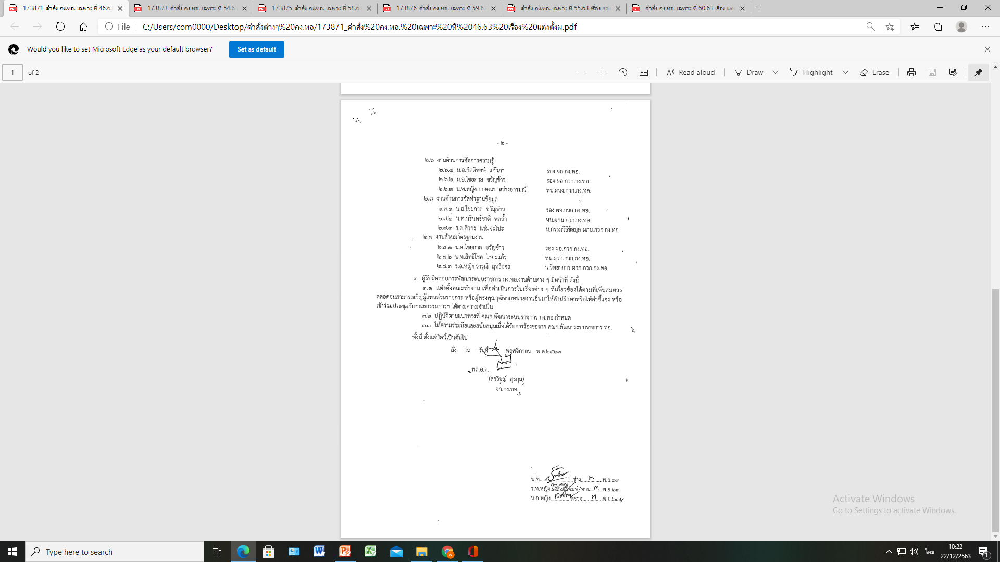 173871_คำสั่ง กง.ทอ. เฉพาะ ที่ 46.63
173873_คำสั่ง กง.ทอ. เฉพาะ ที่ 54.63
173875_คำสั่ง กง.ทอ. เฉพาะ ที่ 58.63
173876_คำสั่ง กง.ทอ. เฉพาะ ที่ 59.63
คำสั่ง กง.ทอ. เฉพาะ ที่ 55.63 เรื่อง แต่ง
คำสั่ง กง.ทอ. เฉพาะ ที่ 60.63 เรื่อง แต่ง
File C:/Users/com0000/Desktop/คำสั่งต่างๆ%20กง.ทอ/173871_คำสั่ง%20กง.ทอ.%20เฉพาะ%20ที่%2046.63%20เรื่อง%20แต่งตั้งผ.pdf
Would you like to set Microsoft Edge as your default browser? Set as default
1 of 2 Read aloud Draw Highlight Erase
- ๒ -
๒.๖ งานด้านการจัดการความรู้
๒.๖.๑ น.อ.กิตติพงษ์ แก้วภา รอง จก.กง.ทอ.
๒.๖.๒ น.อ.ไชยกาล ขวัญข้าว รอง ผอ.กวก.กง.ทอ.
๒.๖.๓ น.ท.หญิง กฤษณา สว่างอารมณ์ หน.ผนง.กวก.กง.ทอ.
๒.๗ งานด้านการจัดทำฐานข้อมูล
๒.๗.๑ น.อ.ไชยกาล ขวัญข้าว รอง ผอ.กวก.กง.ทอ.
๒.๗.๒ น.ท.นรินทร์ชาติ พลล้ำ หน.ผกม.กวก.กง.ทอ.
๒.๗.๓ ร.ต.ศิวกร แช่มจะโปะ น.กรรมวิธีข้อมูล ผกม.กวก.กง.ทอ.
๒.๘ งานด้านมาตรฐานงาน
๒.๘.๑ น.อ.ไชยกาล ขวัญข้าว รอง ผอ.กวก.กง.ทอ.
๒.๘.๒ น.ท.สิทธิโชค ไชยะแก้ว หน.ผวก.กวก.กง.ทอ.
๒.๘.๓ ร.อ.หญิง วารุณี ฤทธิขจร น.วิทยาการ ผวก.กวก.กง.ทอ.
๓. ผู้รับผิดชอบการพัฒนาระบบราชการ กง.ทอ.งานด้านต่าง ๆ มีหน้าที่ ดังนี้
๓.๑ แต่งตั้งคณะทำงาน เพื่อดำเนินการในเรื่องต่าง ๆ ที่เกี่ยวข้องได้ตามที่เห็นสมควร
ตลอดจนสามารถเชิญผู้แทนส่วนราชการ หรือผู้ทรงคุณวุฒิจากหน่วยงานอื่นมาให้คำปรึกษาหรือให้คำชี้แจง หรือ
เข้าร่วมประชุมกับคณะกรรมการฯ ได้ตามความจำเป็น
๓.๒ ปฏิบัติตามแนวทางที่ คณก.พัฒนาระบบราชการ กง.ทอ.กำหนด
๓.๓ ให้ความร่วมมือและสนับสนุนเมื่อได้รับการร้องขอจาก คณก.พัฒนาระบบราชการ ทอ.
ทั้งนี้ ตั้งแต่บัดนี้เป็นต้นไป
สั่ง ณ วันที่ พฤศจิกายน พ.ศ.๒๕๖๓
พล.อ.ต.
(สรวิชญ์ สุรกุล)
จก.กง.ทอ.
น.ท. ร่าง ๓ พ.ย.๖๓
ร.ท.หญิง พิมพ์/ทาน ๓ พ.ย.๖๓
น.อ.หญิง ตรวจ ๓ พ.ย.๖๓
Activate Windows
Go to Settings to activate Windows.
Type here to search
ไทย
10:22
22/12/2563
1